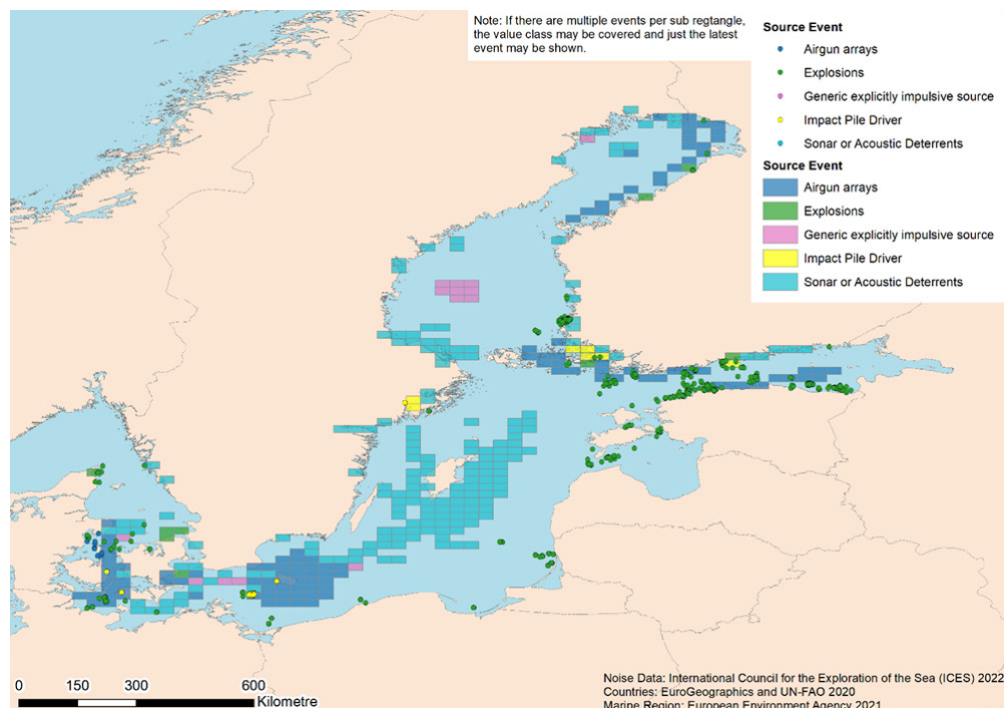 Note: If there are multiple events per sub regtangle,
the value class may be covered and just the latest
event may be shown.
Source Event
Airgun arrays
Explosions
Generic explicitly impulsive source
Impact Pile Driver
Sonar or Acoustic Deterrents
Source Event
Airgun arrays
Explosions
Generic explicitly impulsive source
Impact Pile Driver
Sonar or Acoustic Deterrents
0 150 300 600
Kilometre
Noise Data: International Council for the Exploration of the Sea (ICES) 2022
Countries: EuroGeographics and UN-FAO 2020
Marine Region: European Environment Agency 2021